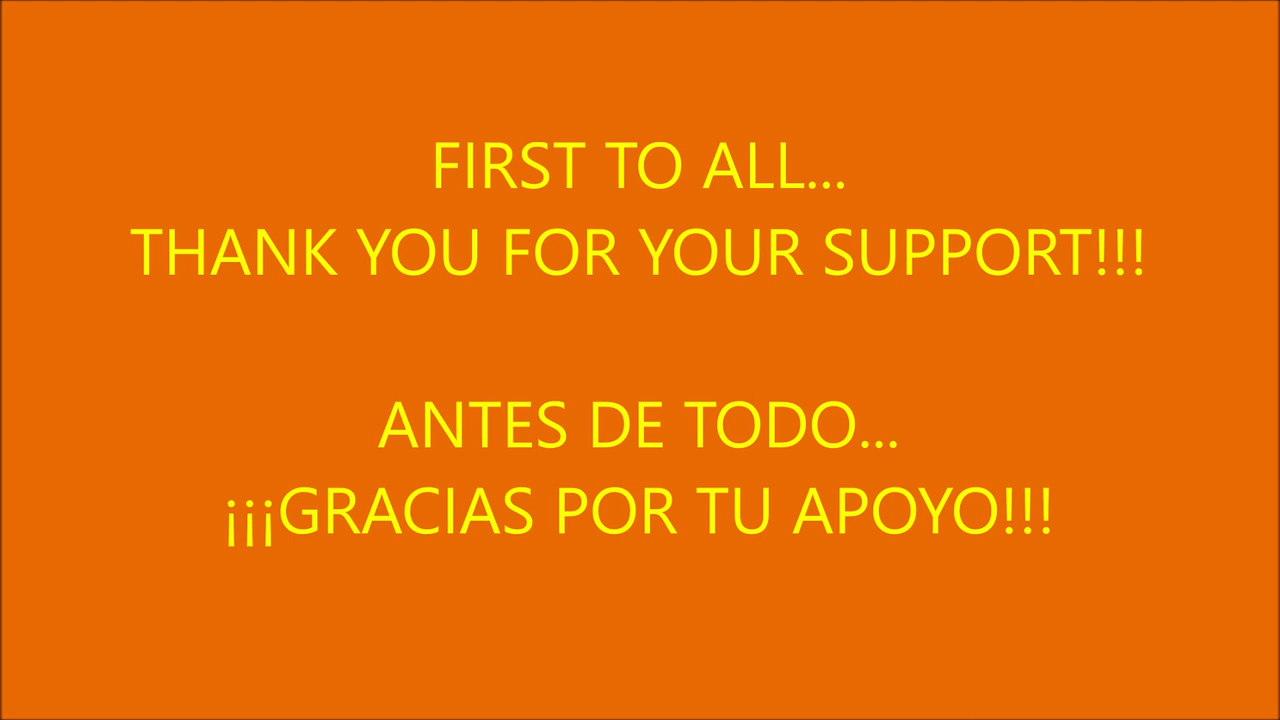 FIRST TO ALL...
THANK YOU FOR YOUR SUPPORT!!!
ANTES DE TODO...
¡¡¡GRACIAS POR TU APOYO!!!